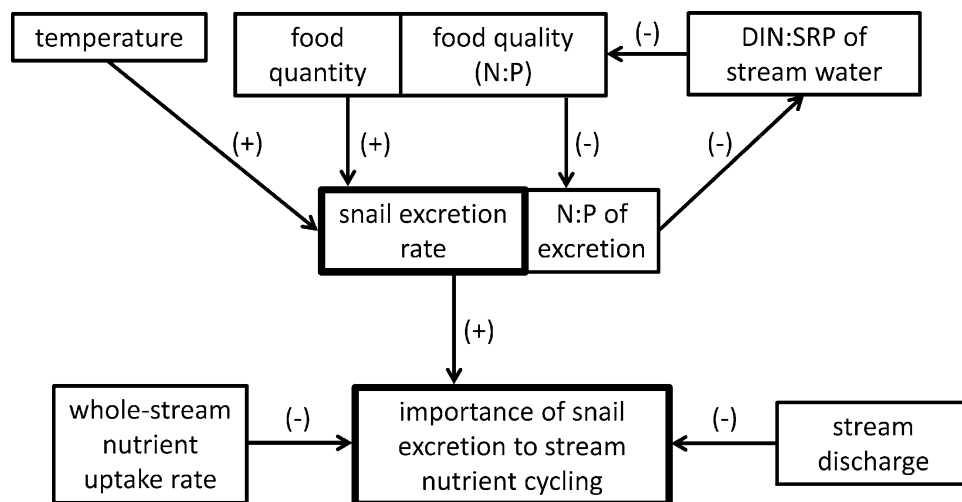 temperature
food
quantity
food quality
(N:P)
(-)
DIN:SRP of
stream water
(+)
(+)
(-)
(-)
snail excretion
rate
N:P of
excretion
(+)
whole-stream
nutrient
uptake rate
(-)
importance of snail
excretion to stream
nutrient cycling
(-)
stream
discharge